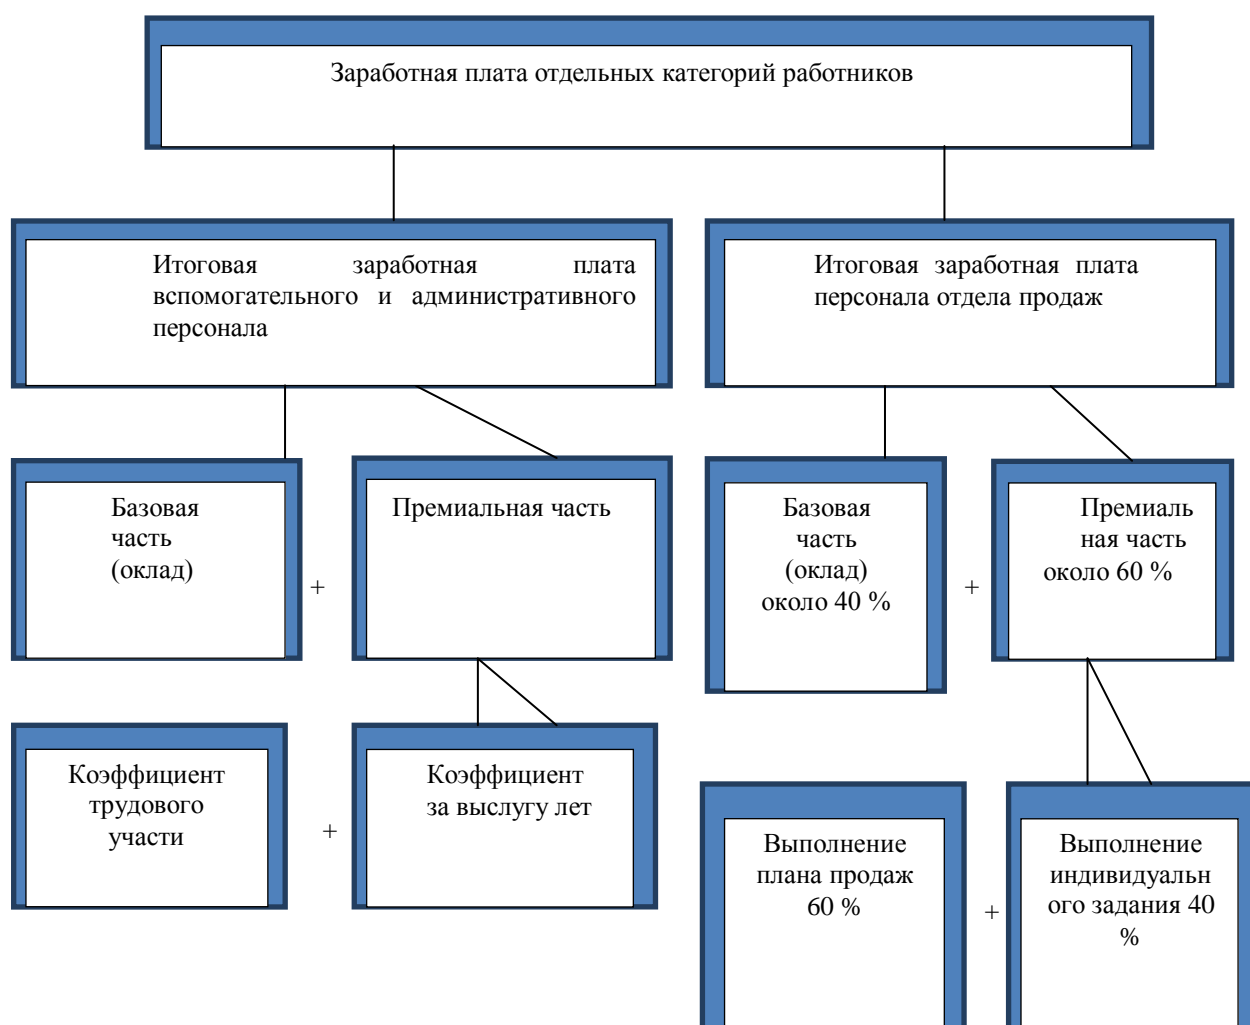 Заработная плата отдельных категорий работников
Итоговая заработная плата
вспомогательного и административного
персонала
Итоговая заработная плата
персонала отдела продаж
Базовая
часть
(оклад)
+
Премиальная часть
Базовая
часть
(оклад)
около 40 %
+
Премиаль
ная часть
около 60 %
Коэффициент
трудового
участи
+
Коэффициент
за выслугу лет
Выполнение
плана продаж
60 %
+
Выполнение
индивидуальн
ого задания 40
%